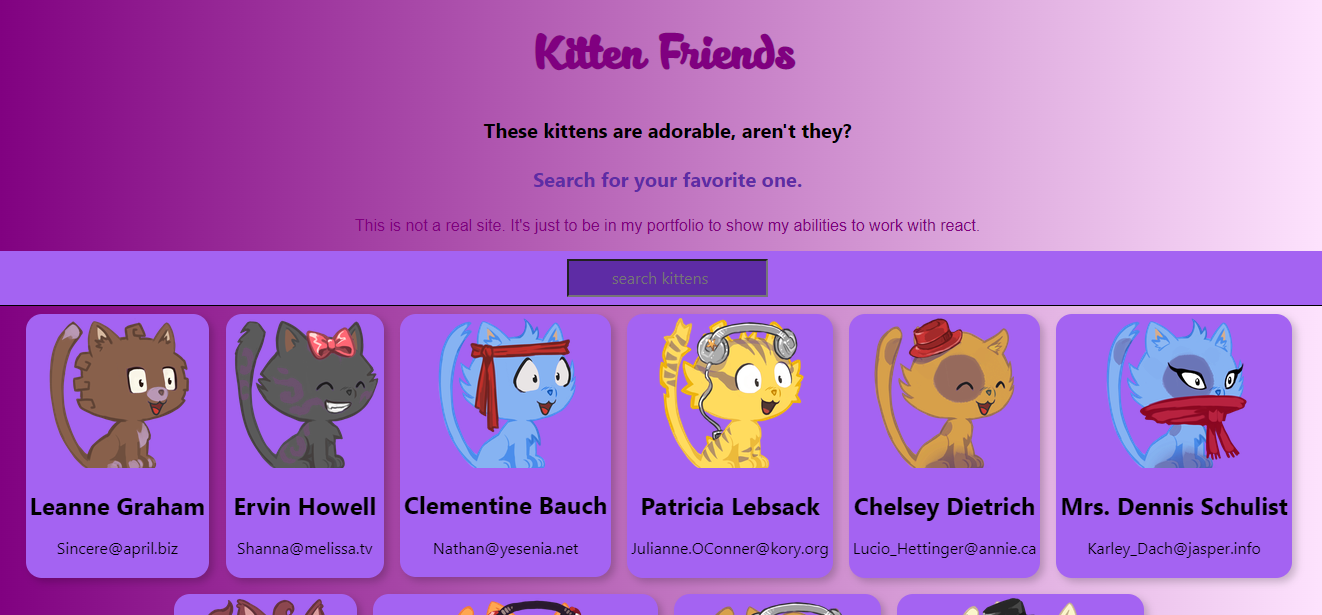 Kitten Friends
These kittens are adorable, aren't they?
Search for your favorite one.
This is not a real site. It's just to be in my portfolio to show my abilities to work with react.
search kittens
Leanne Graham
Sincere@april.biz
Ervin Howell
Shanna@melissa.tv
Clementine Bauch
Nathan@yesenia.net
Patricia Lebsack
Julianne.OConner@kory.org
Chelsey Dietrich
Lucio_Hettinger@annie.ca
Mrs. Dennis Schulist
Karley_Dach@jasper.info